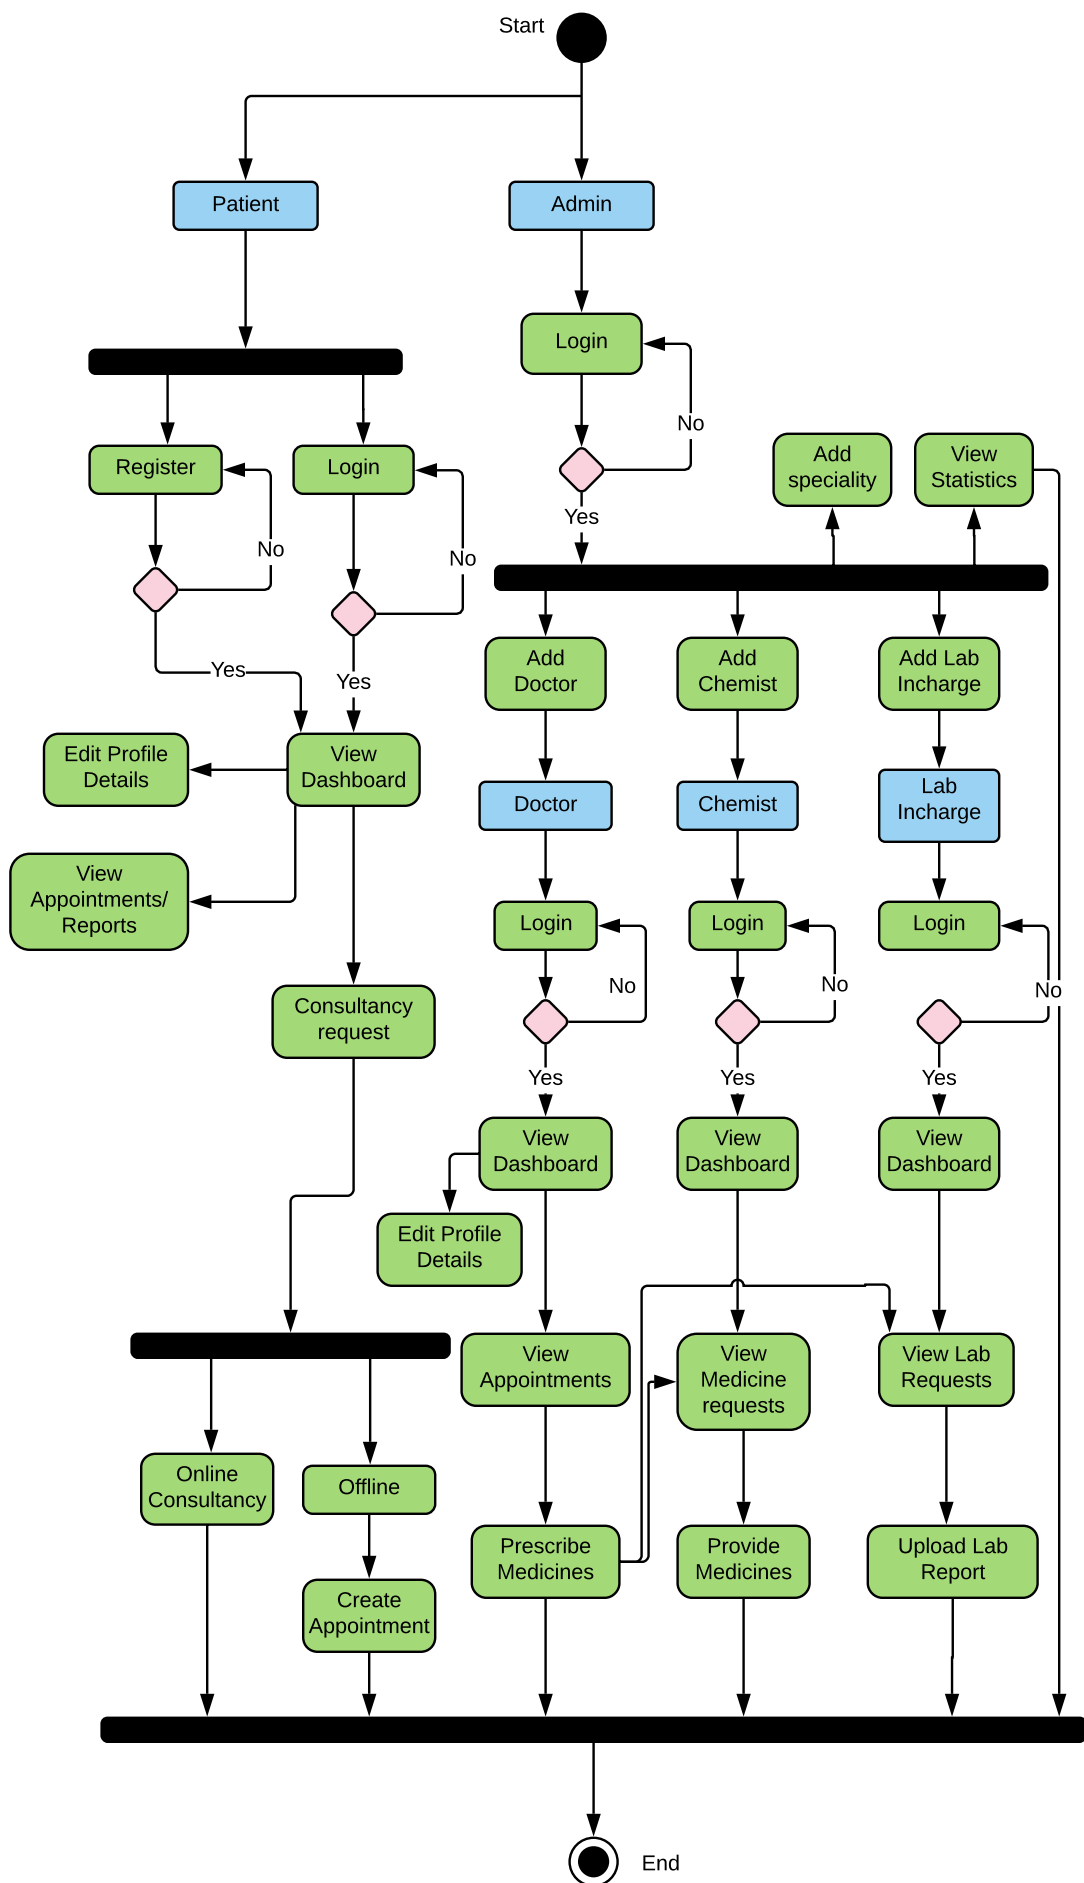 Start
Patient
Admin
Login
No
Add
speciality
View
Statistics
Register
Login
Yes
No
No
Add
Doctor
Add
Chemist
Add Lab
Incharge
Yes
Yes
Edit Profile
Details
View
Dashboard
Doctor
Chemist
Lab
Incharge
View
Appointments/
Reports
Login
Login
Login
No
No
No
Consultancy
request
Yes
Yes
Yes
View
Dashboard
View
Dashboard
View
Dashboard
Edit Profile
Details
View
Appointments
View
Medicine
requests
View Lab
Requests
Online
Consultancy
Offline
Prescribe
Medicines
Provide
Medicines
Upload Lab
Report
Create
Appointment
End